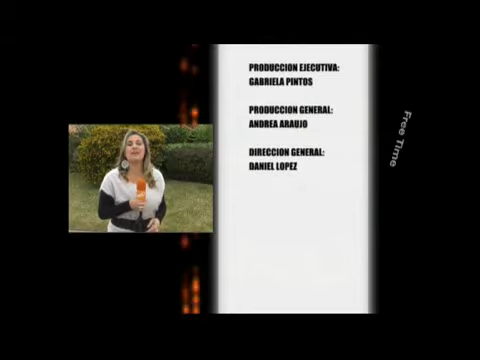 PRODUCCION EJECUTIVA:
GABRIELA PINTOS
PRODUCCION GENERAL:
ANDREA ARAUJO
DIRECCION GENERAL:
DANIEL LOPEZ
Free Time